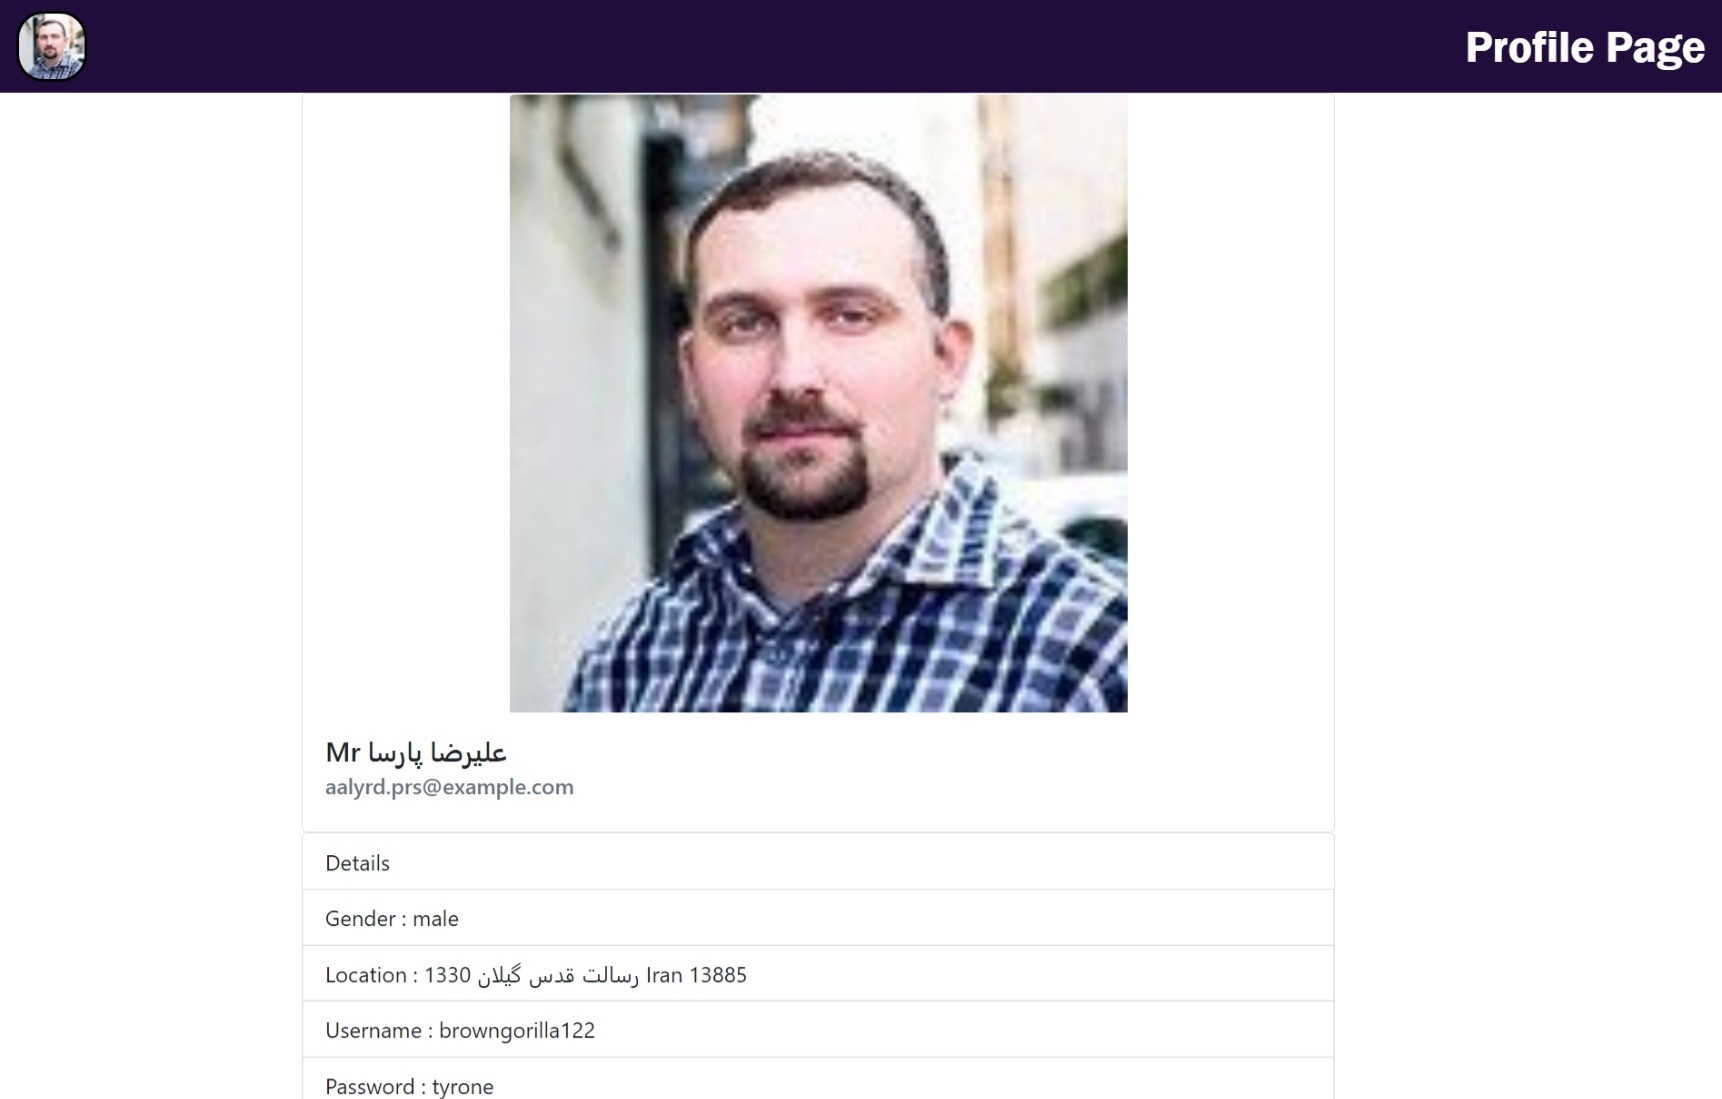 Profile Page
Mr علیرضا پارسا
aalyrd.prs@example.com
Details
Gender : male
Location : 1330 رسالت قدس گیلان Iran 13885
Username : browngorilla122
Password : tyrone